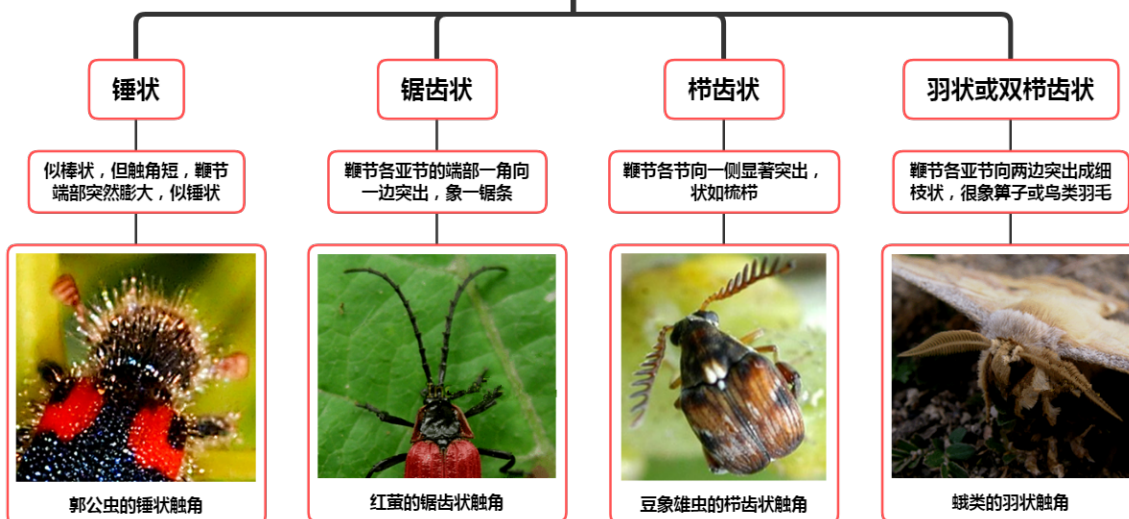 锤状
锯齿状
栉齿状
羽状或双栉齿状
似棒状，但触角短，鞭节
端部突然膨大，似锤状
鞭节各亚节的端部一角向
一边突出，象一锯条
鞭节各节向一侧显著突出，
状如梳栉
鞭节各亚节向两边突出成细
枝状，很象箅子或鸟类羽毛
郭公虫的锤状触角
红萤的锯齿状触角
豆象雄虫的栉齿状触角
蛾类的羽状触角